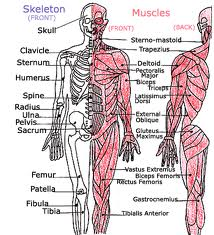 Skeleton
(FRONT)
Muscles
(FRONT)
(BACK)
Skull
Clavicle
Sternum
Humerus
Spine
Radius
Ulna
Pelvis
Sacrum
Femur
Patella
Fibula
Tibia
Sterno-mastoid
Trapezius
Deltoid
Pectoralis
Major
Biceps
Triceps
Latissimus
Dorsi
External
Oblique
Gluteus
Maximus
Vastus Externus
Biceps Femoris
Rectus Femoris
Gastrocnemius
Tibialis Anterior